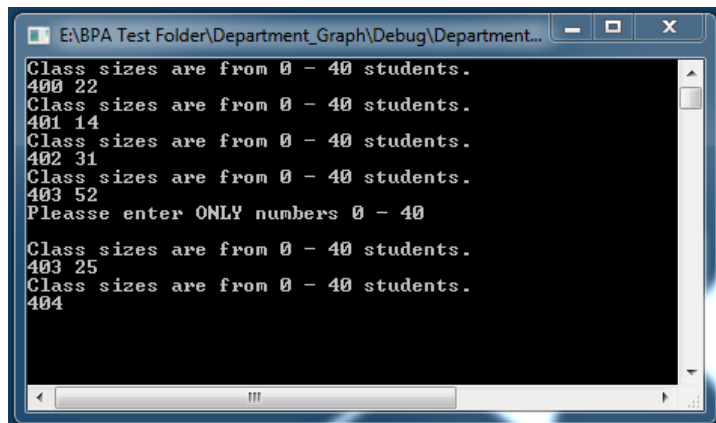 E:\BPA Test Folder\Department_Graph\Debug\Department...
Class sizes are from 0 - 40 students.
400 22
Class sizes are from 0 - 40 students.
401 14
Class sizes are from 0 - 40 students.
402 31
Class sizes are from 0 - 40 students.
403 52
Pleasse enter ONLY numbers 0 - 40
Class sizes are from 0 - 40 students.
403 25
Class sizes are from 0 - 40 students.
404